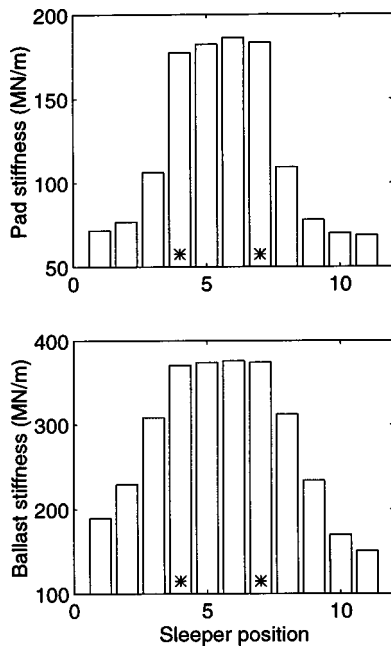 200
150
100
50
Pad stiffness (MN/m)
* *
0 5 10
400
300
200
100
Ballast stiffness (MN/m)
* *
0 5 10
Sleeper position